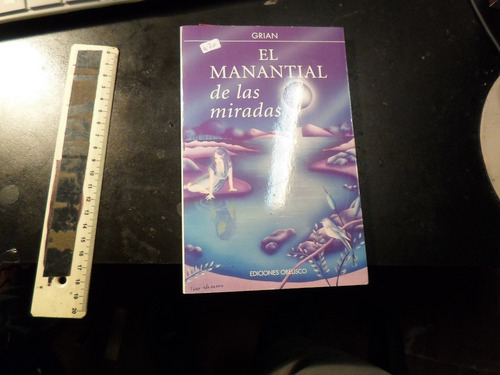 GRIAN
EL
MANANTIAL
de las
miradas
EDICIONES OBELISCO